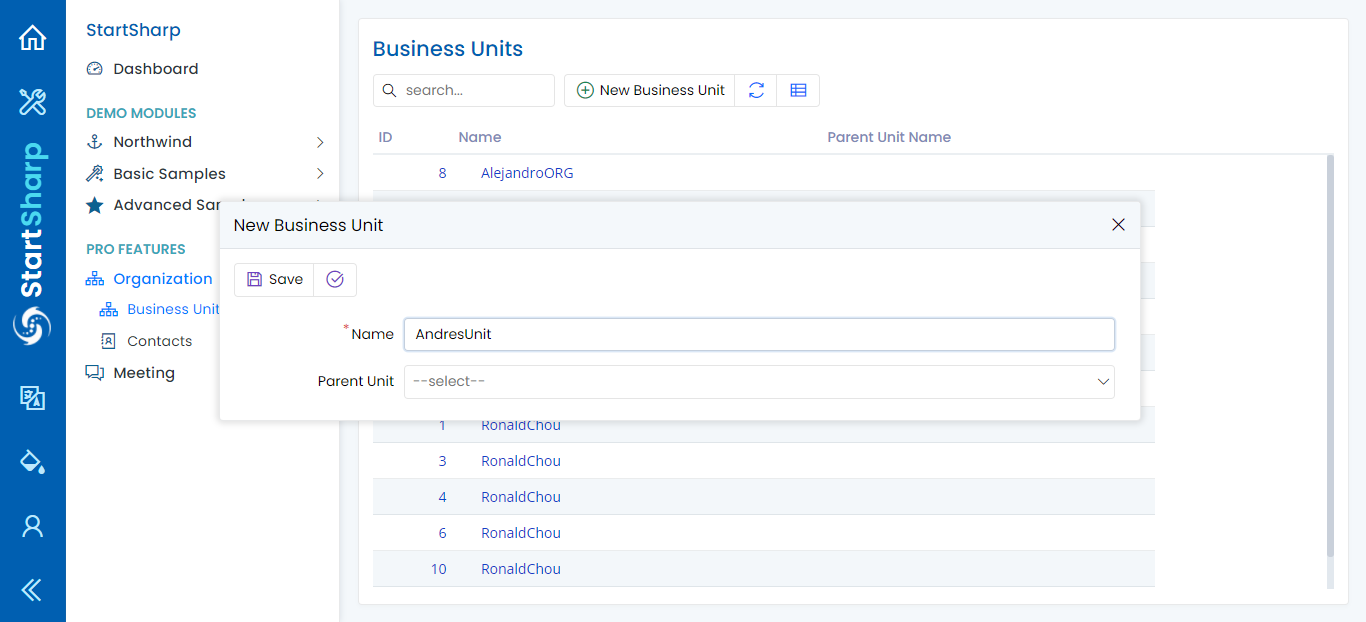 StartSharp
StartSharp
Dashboard
DEMO MODULES
Northwind
Basic Samples
Advanced
PRO FEATURES
Organization
Business Unit
Contacts
Meeting
Business Units
search...
New Business Unit
ID Name Parent Unit Name
8 AlejandroORG
New Business Unit
Save
*Name AndresUnit
Parent Unit --select--
1 RonaldChou
3 RonaldChou
4 RonaldChou
6 RonaldChou
10 RonaldChou